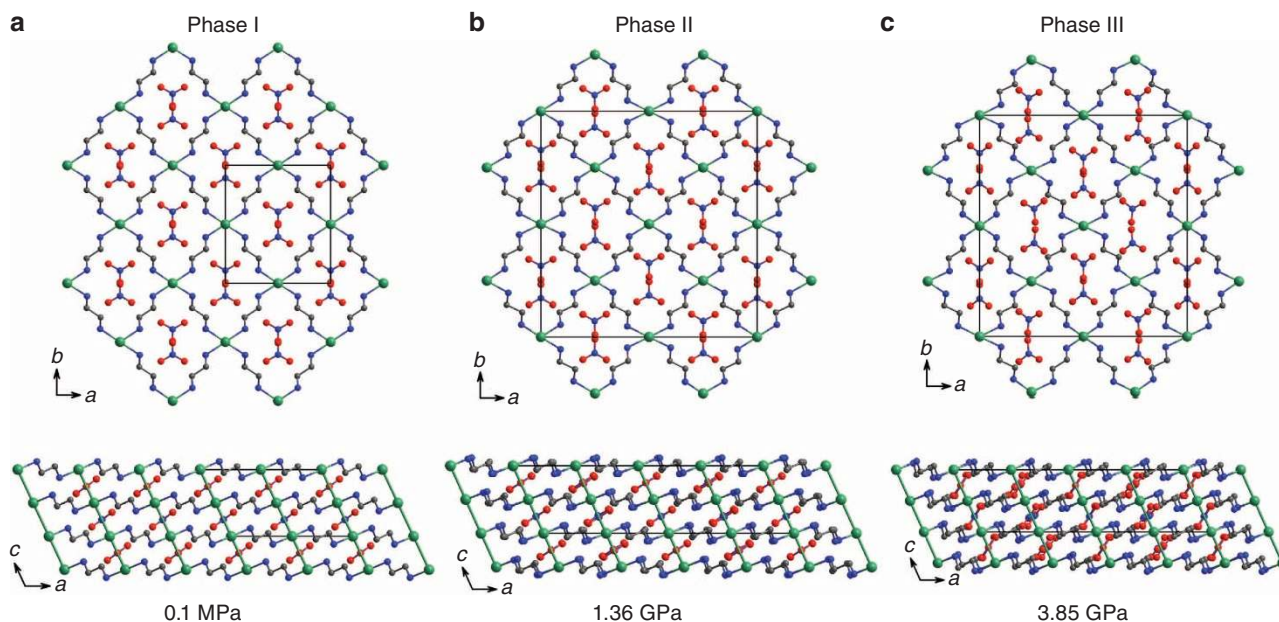 a Phase I
b Phase II
c Phase III
b
a
b
a
b
a
c
a
c
a
c
a
0.1 MPa
1.36 GPa
3.85 GPa